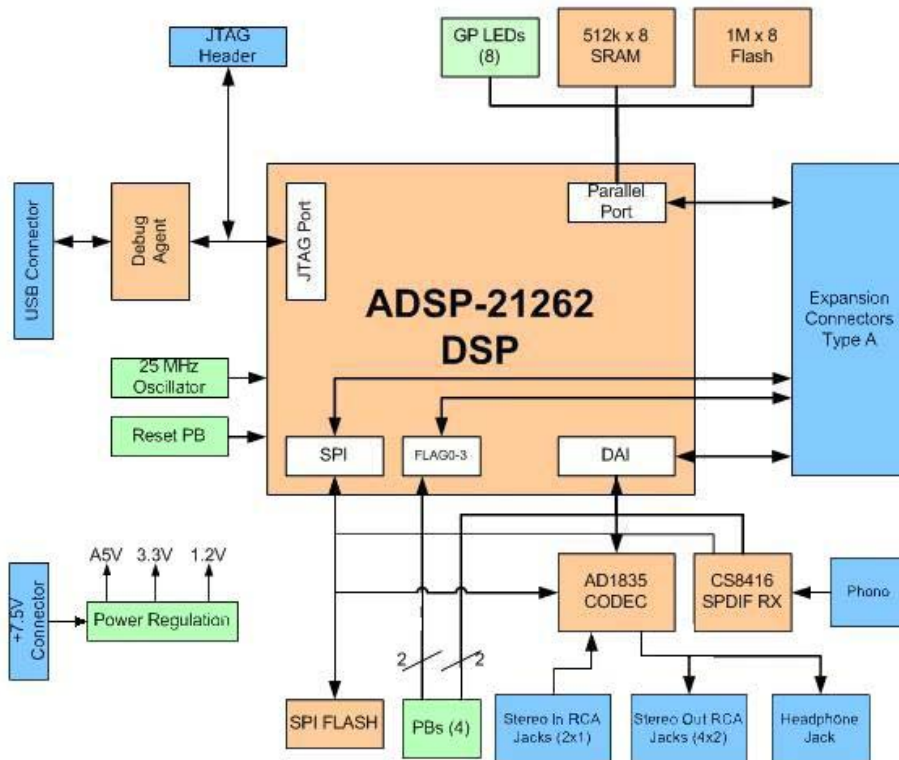 JTAG
Header
GP LEDs
(8)
512k x 8
SRAM
1M x 8
Flash
USB Connector
Debug
Agent
JTAG Port
Parallel
Port
ADSP-21262
DSP
Expansion
Connectors
Type A
25 MHz
Oscillator
Reset PB
SPI
FLAG0-3
DAI
A5V
3.3V
1.2V
+7.5V
Connector
Power Regulation
AD1835
CODEC
CS8416
SPDIF RX
Phono
2
2
SPI FLASH
PBs (4)
Stereo In RCA
Jacks (2x1)
Stereo Out RCA
Jacks (4x2)
Headphone
Jack